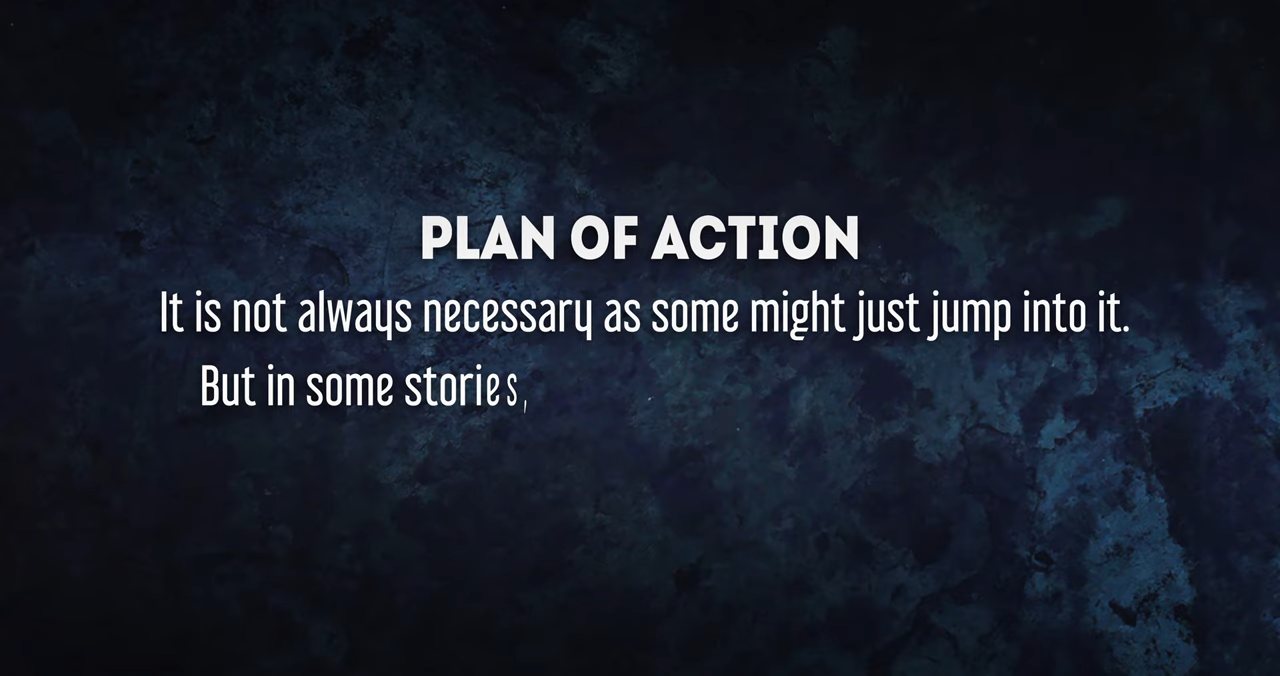 PLAN OF ACTION
It is not always necessary as some might just jump into it.
But in some stories,